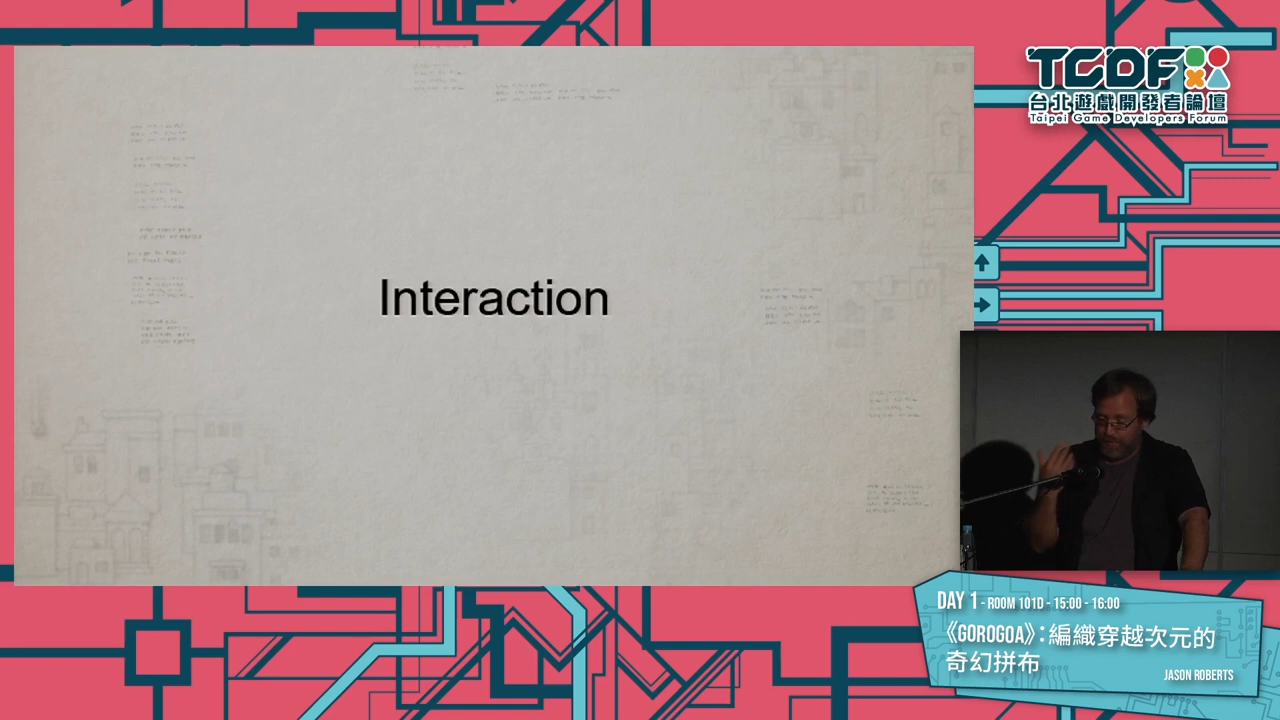 TGDF
台北遊戲開發者論壇
Taipei Game Developers Forum
Interaction
DAY 1 - ROOM 101D - 15:00 - 16:00
《GOROGOA》:編織穿越次元的
奇幻拼布
JASON ROBERTS